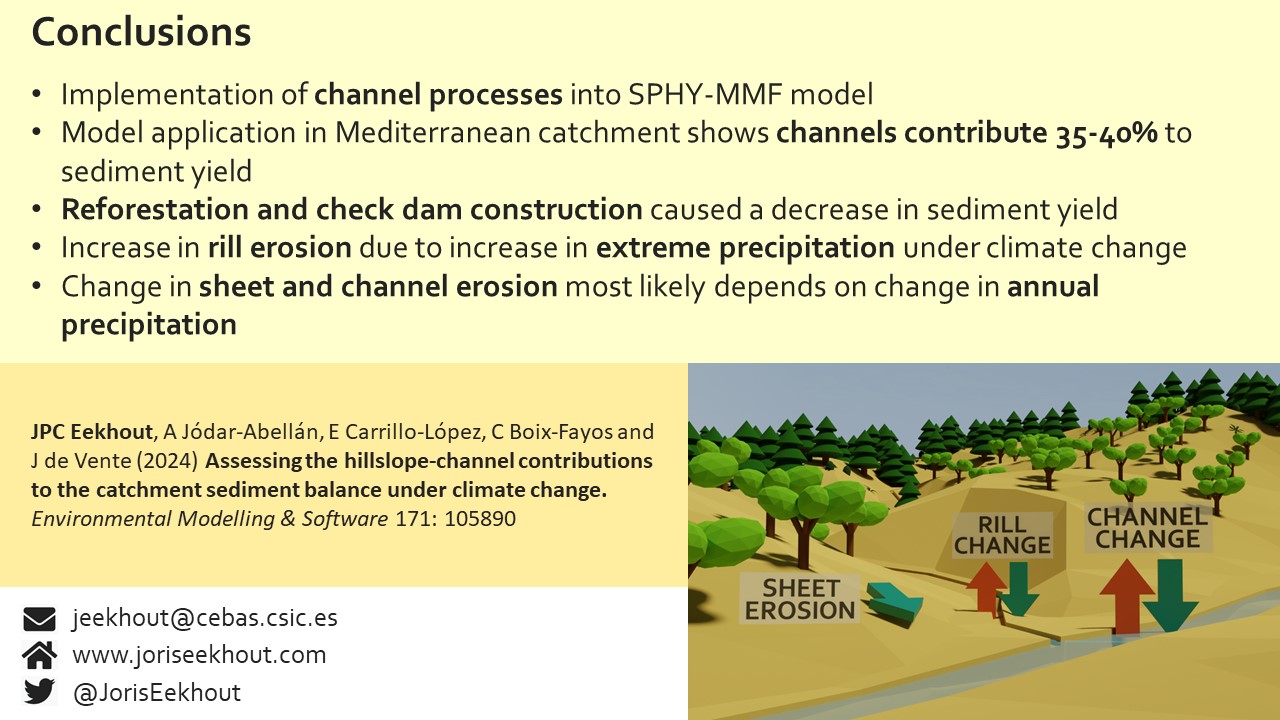 Conclusions
• Implementation of channel processes into SPHY-MMF model
• Model application in Mediterranean catchment shows channels contribute 35-40% to
sediment yield
• Reforestation and check dam construction caused a decrease in sediment yield
• Increase in rill erosion due to increase in extreme precipitation under climate change
• Change in sheet and channel erosion most likely depends on change in annual
precipitation
JPC Eekhout, A Jódar-Abellán, E Carrillo-López, C Boix-Fayos and
J de Vente (2024) Assessing the hillslope-channel contributions
to the catchment sediment balance under climate change.
Environmental Modelling & Software 171: 105890
jeekhout@cebas.csic.es
www.joriseekhout.com
@JorisEekhout
SHEET
EROSION
RILL
CHANGE
CHANNEL
CHANGE